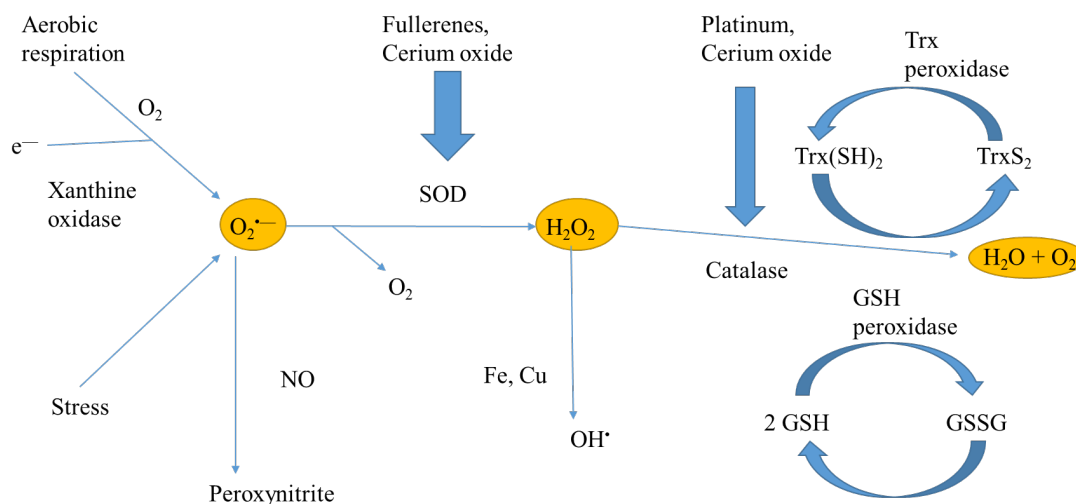 Aerobic
respiration
O₂
e—
Xanthine
oxidase
O₂•—
Stress
NO
Peroxynitrite
Fullerenes,
Cerium oxide
SOD
O₂
H₂O₂
Fe, Cu
OH•
Platinum,
Cerium oxide
Catalase
Trx
peroxidase
Trx(SH)₂
TrxS₂
H₂O + O₂
GSH
peroxidase
2 GSH
GSSG